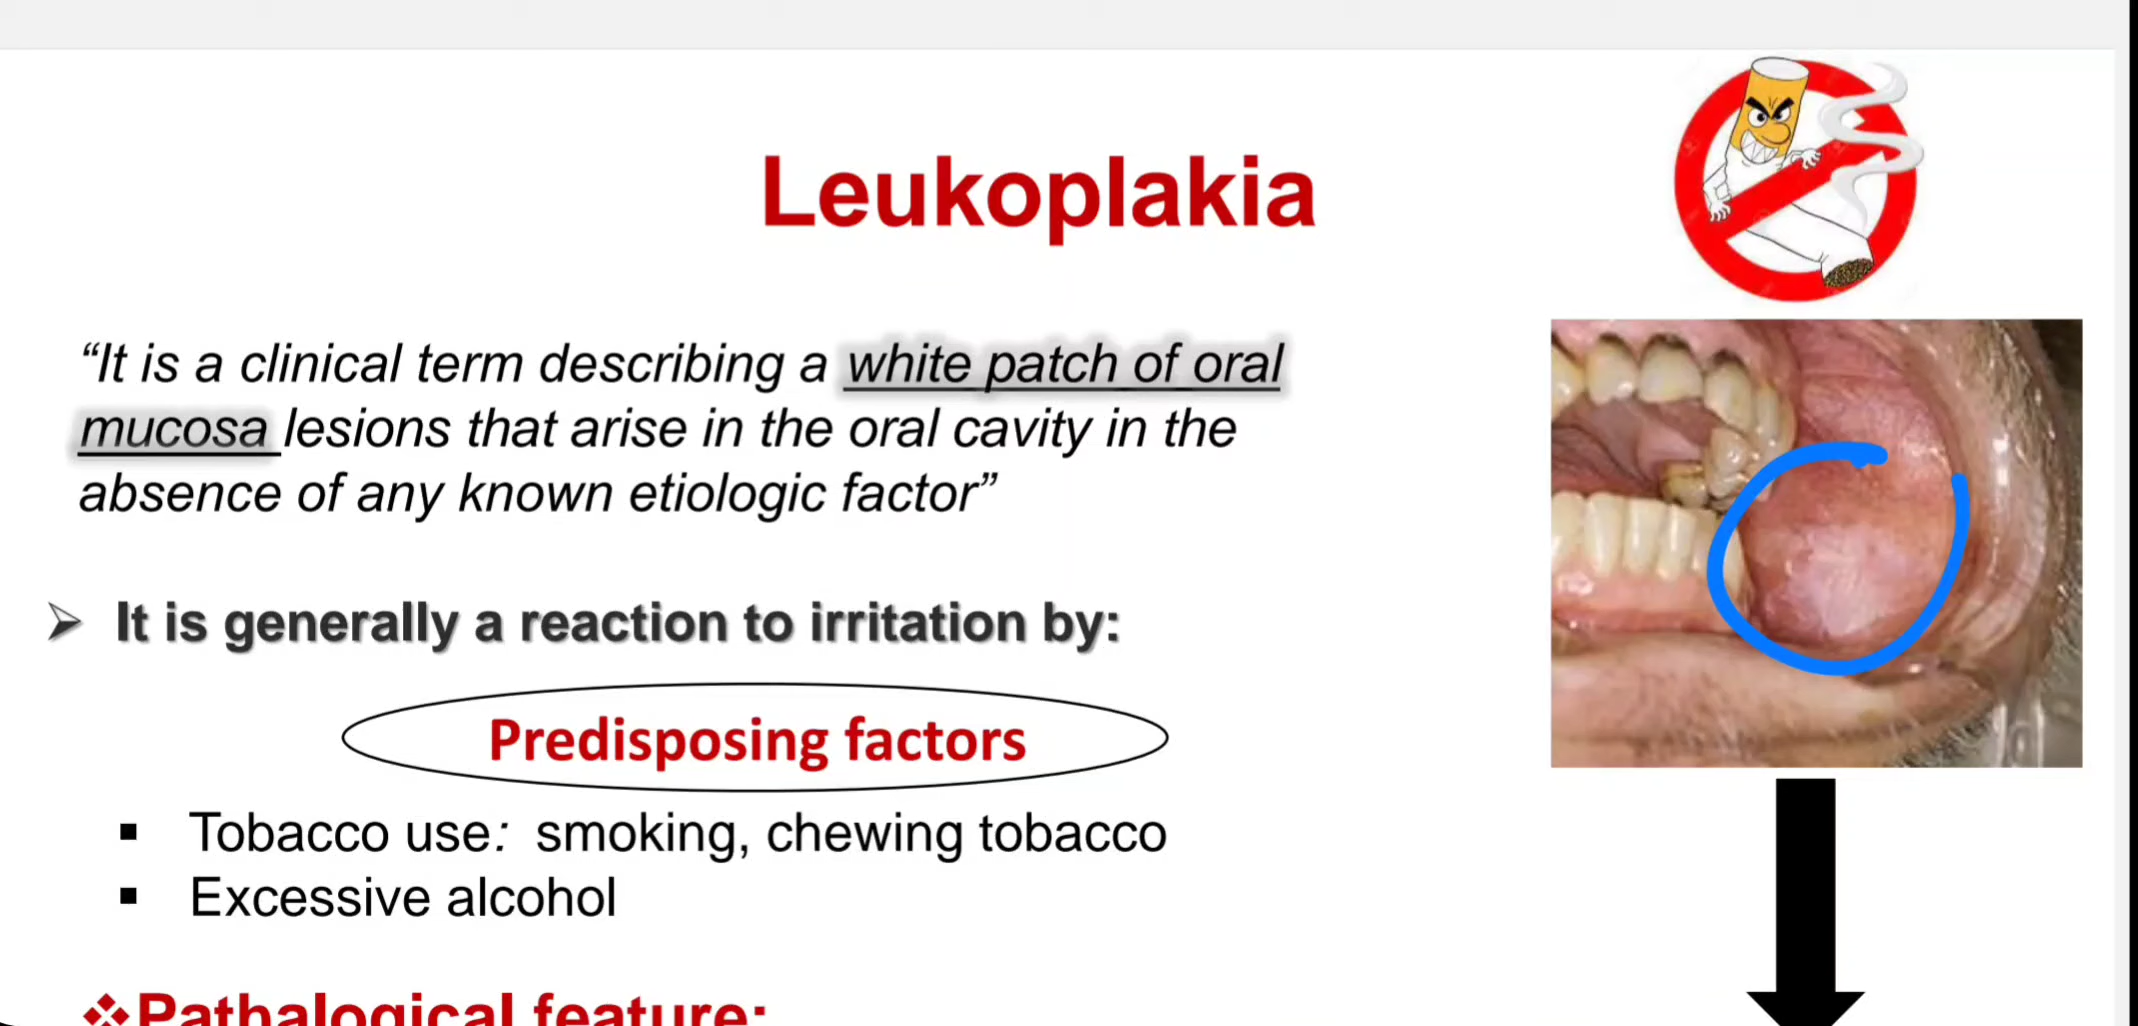 Leukoplakia
“It is a clinical term describing a white patch of oral
mucosa lesions that arise in the oral cavity in the
absence of any known etiologic factor”
➢ It is generally a reaction to irritation by:
Predisposing factors
▪ Tobacco use: smoking, chewing tobacco
▪ Excessive alcohol
❖Pathalogical feature: